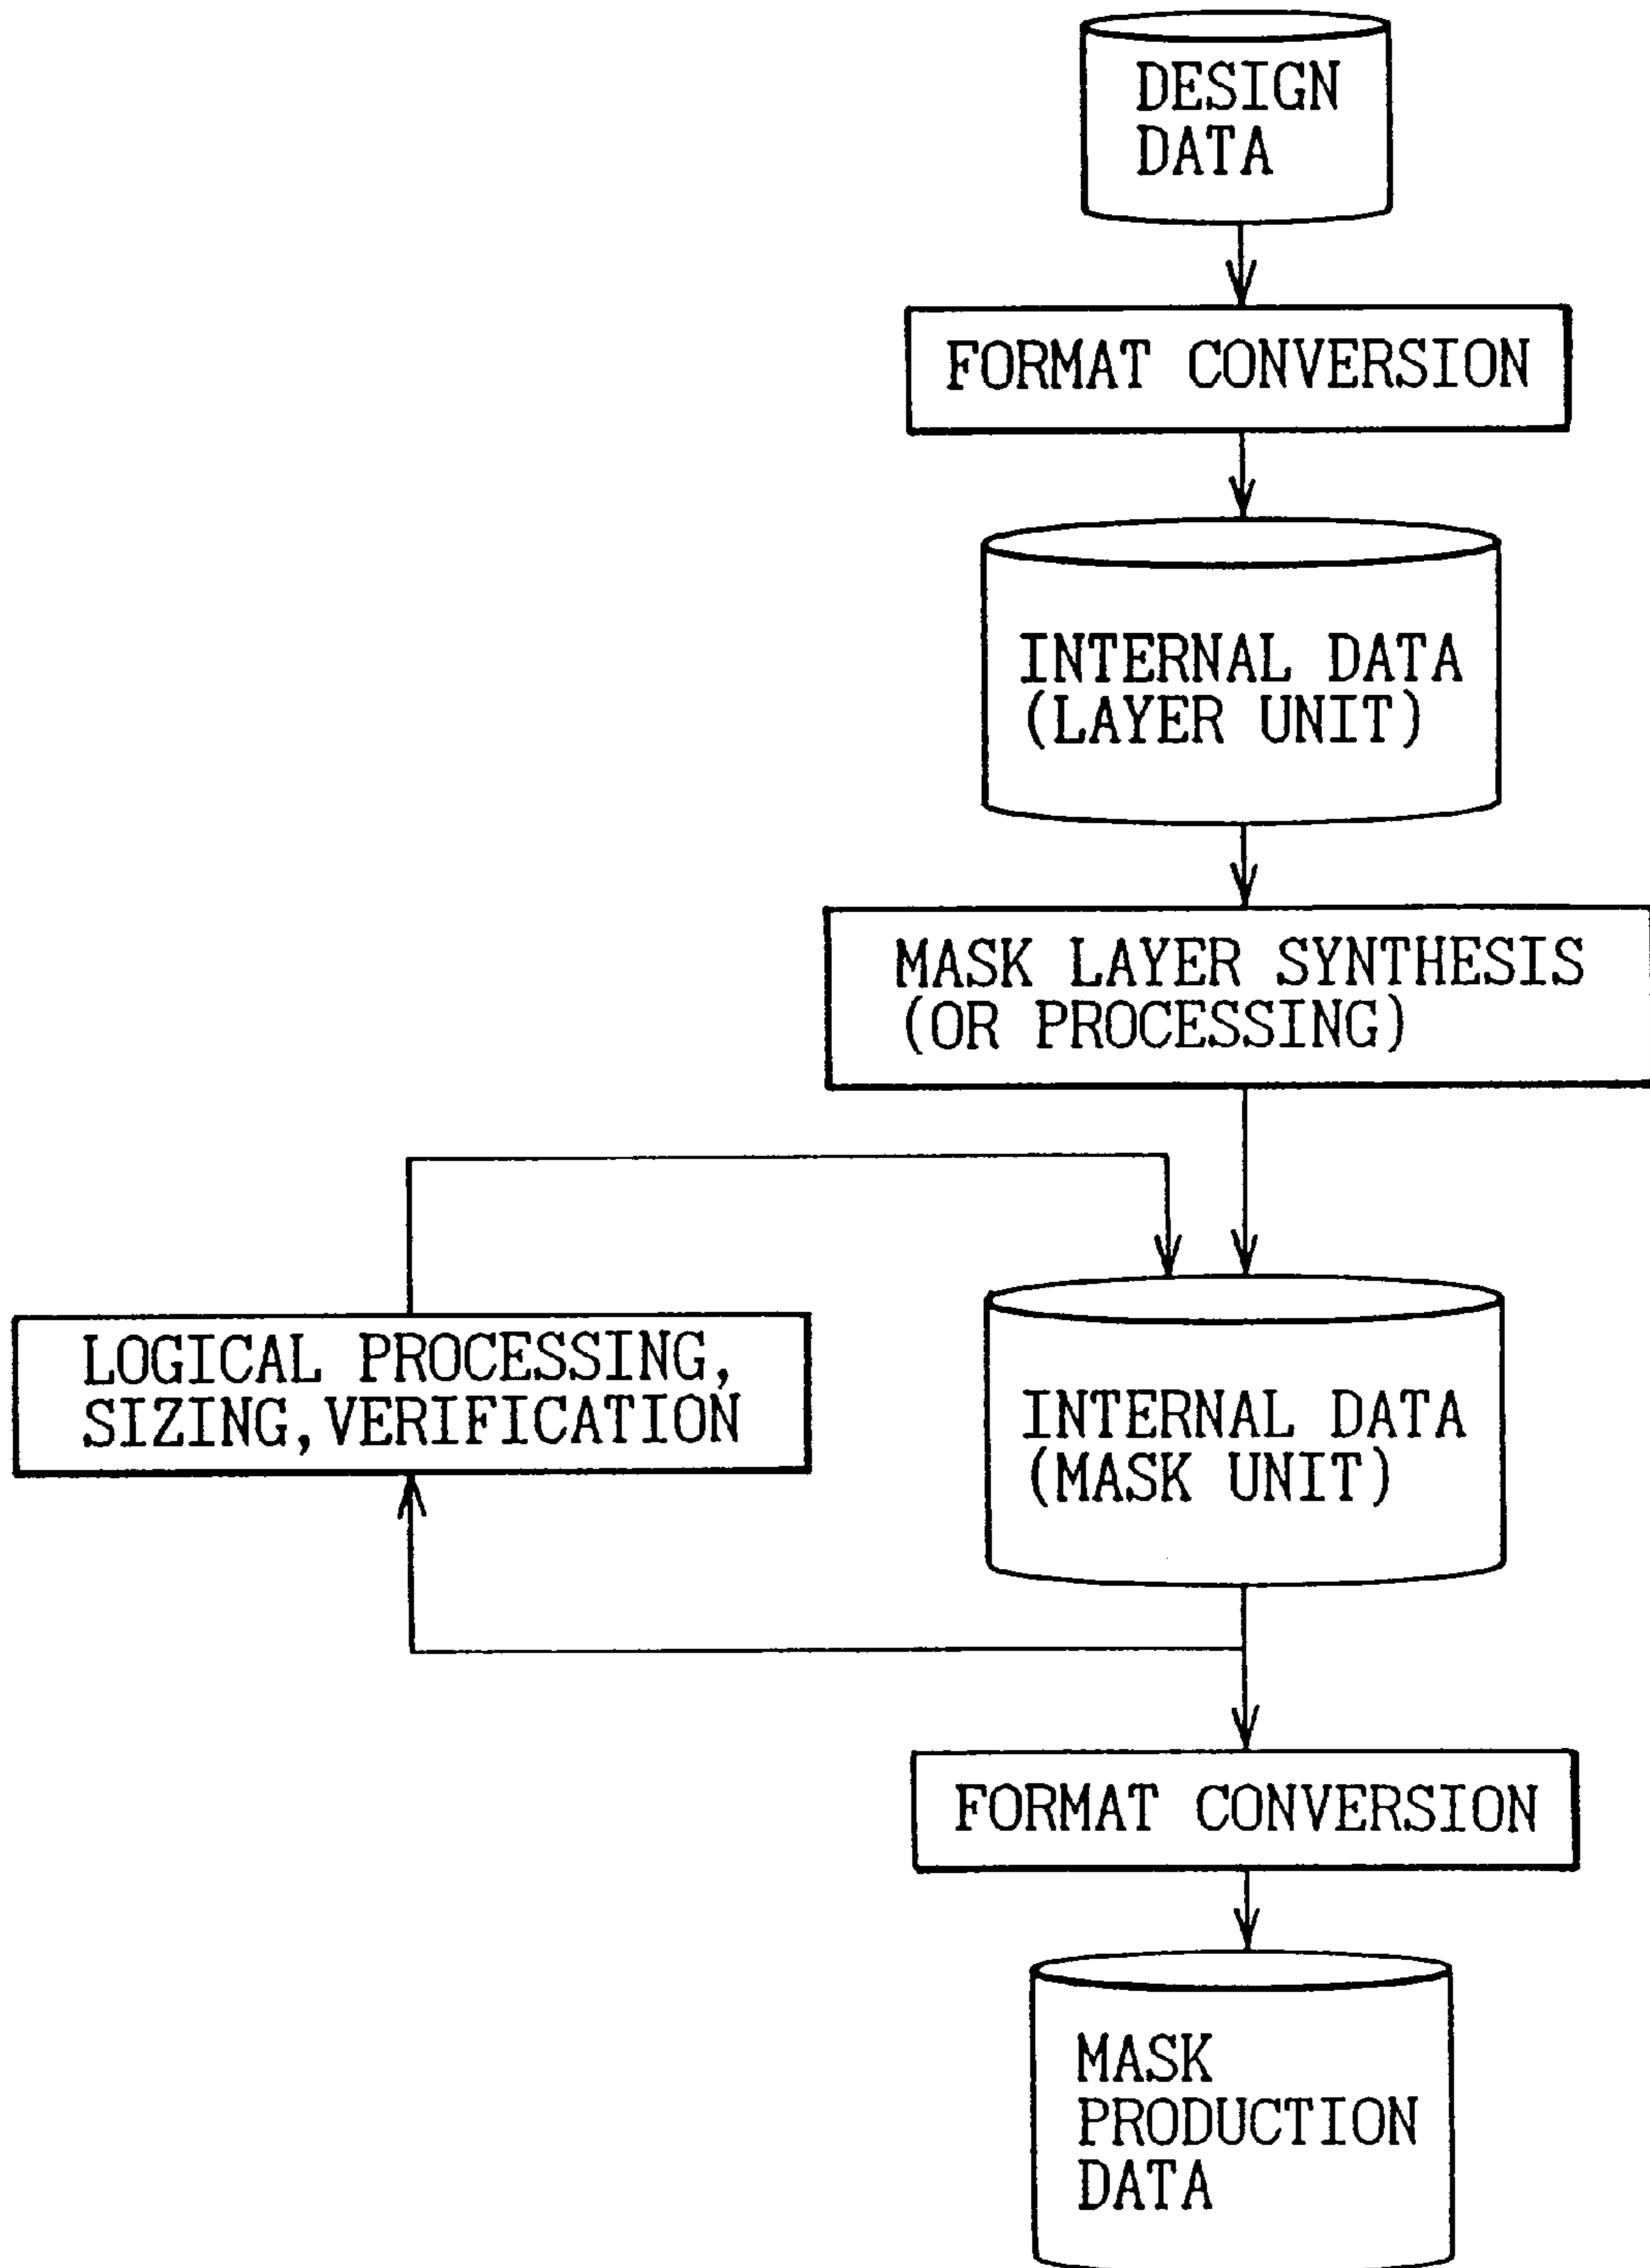 DESIGN
DATA
FORMAT CONVERSION
INTERNAL DATA
(LAYER UNIT)
MASK LAYER SYNTHESIS
(OR PROCESSING)
LOGICAL PROCESSING,
SIZING,VERIFICATION
INTERNAL DATA
(MASK UNIT)
FORMAT CONVERSION
MASK
PRODUCTION
DATA